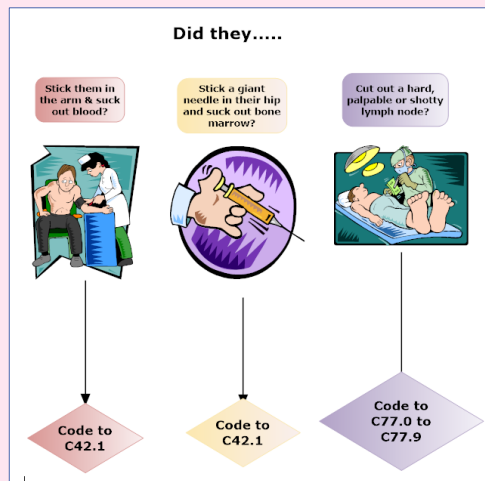 Did they.....
Stick them in
the arm & suck
out blood?
Stick a giant
needle in their hip
and suck out bone
marrow?
Cut out a hard,
palpable or shotty
lymph node?
Code to
C42.1
Code to
C42.1
Code to
C77.0 to
C77.9